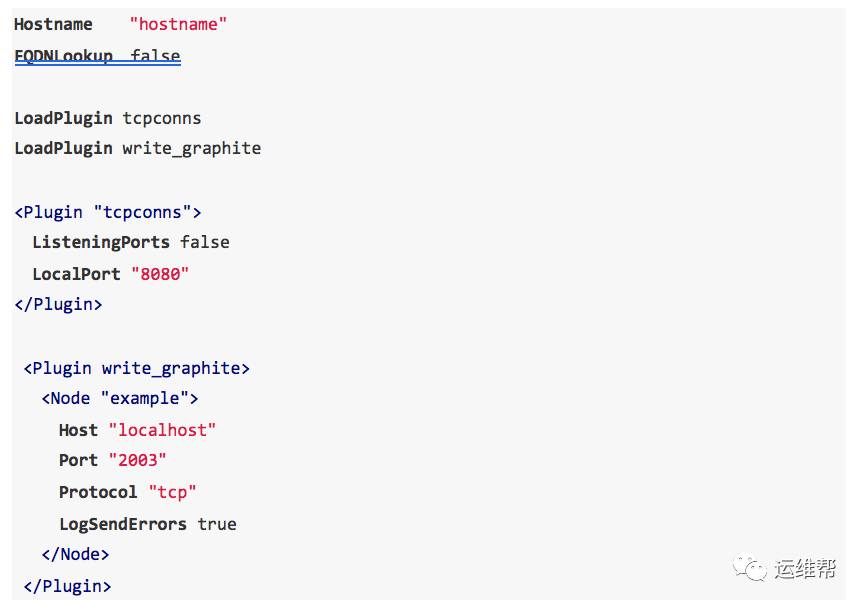 Hostname    "hostname"
FQDNLookup  false
LoadPlugin tcpconns
LoadPlugin write_graphite
<Plugin "tcpconns">
  ListeningPorts false
  LocalPort "8080"
</Plugin>
 <Plugin write_graphite>
   <Node "example">
     Host "localhost"
     Port "2003"
     Protocol "tcp"
     LogSendErrors true
   </Node>
 </Plugin>
运维帮